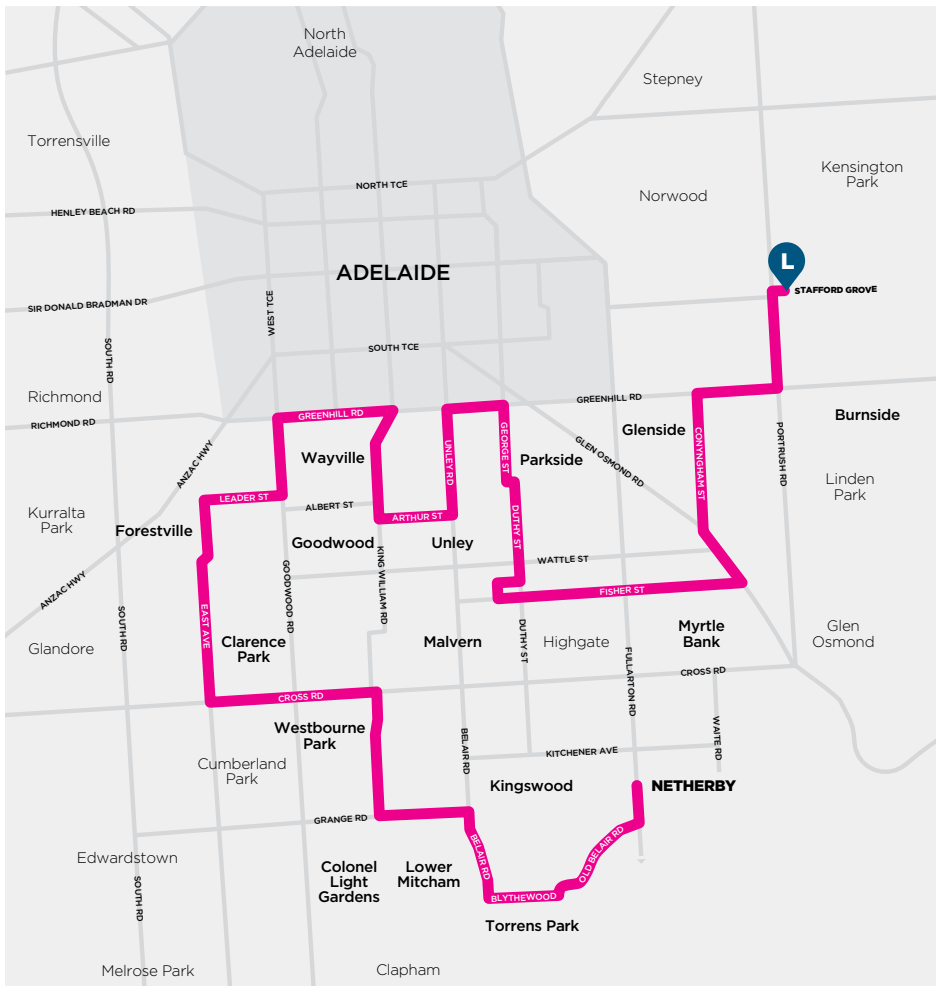 North
Adelaide
Stepney
Torrensville
Kensington
Park
NORTH TCE
Norwood
HENLEY BEACH RD
L
ADELAIDE
STAFFORD GROVE
SIR DONALD BRADMAN DR
WEST TCE
SOUTH RD
SOUTH TCE
Richmond
GREENHILL RD
GREENHILL RD
RICHMOND RD
Burnside
Glenside
UNLEY RD
GEORGE ST
CONYNGHAM ST
PORTRUSH RD
ANZAC HWY
Wayville
Parkside
GLEN OSMOND RD
Linden
Park
LEADER ST
ALBERT ST
ARTHUR ST
DUTHY ST
Kurralta
Park
Forestville
Goodwood
Unley
WATTLE ST
ANZAC HWY
GOODWOOD RD
KING WILLIAM RD
FISHER ST
SOUTH RD
EAST AVE
Glandore
Clarence
Park
Malvern
DUTHY ST
Highgate
Myrtle
Bank
Glen
Osmond
FULLARTON RD
CROSS RD
CROSS RD
Westbourne
Park
BELAIR RD
WAITE RD
KITCHENER AVE
Cumberland
Park
Kingswood
NETHERBY
GRANGE RD
Edwardstown
BELAIR RD
OLD BELAIR RD
Colonel
Light
Gardens
Lower
Mitcham
SOUTH RD
BLYTHEWOOD
Torrens Park
Melrose Park
Clapham